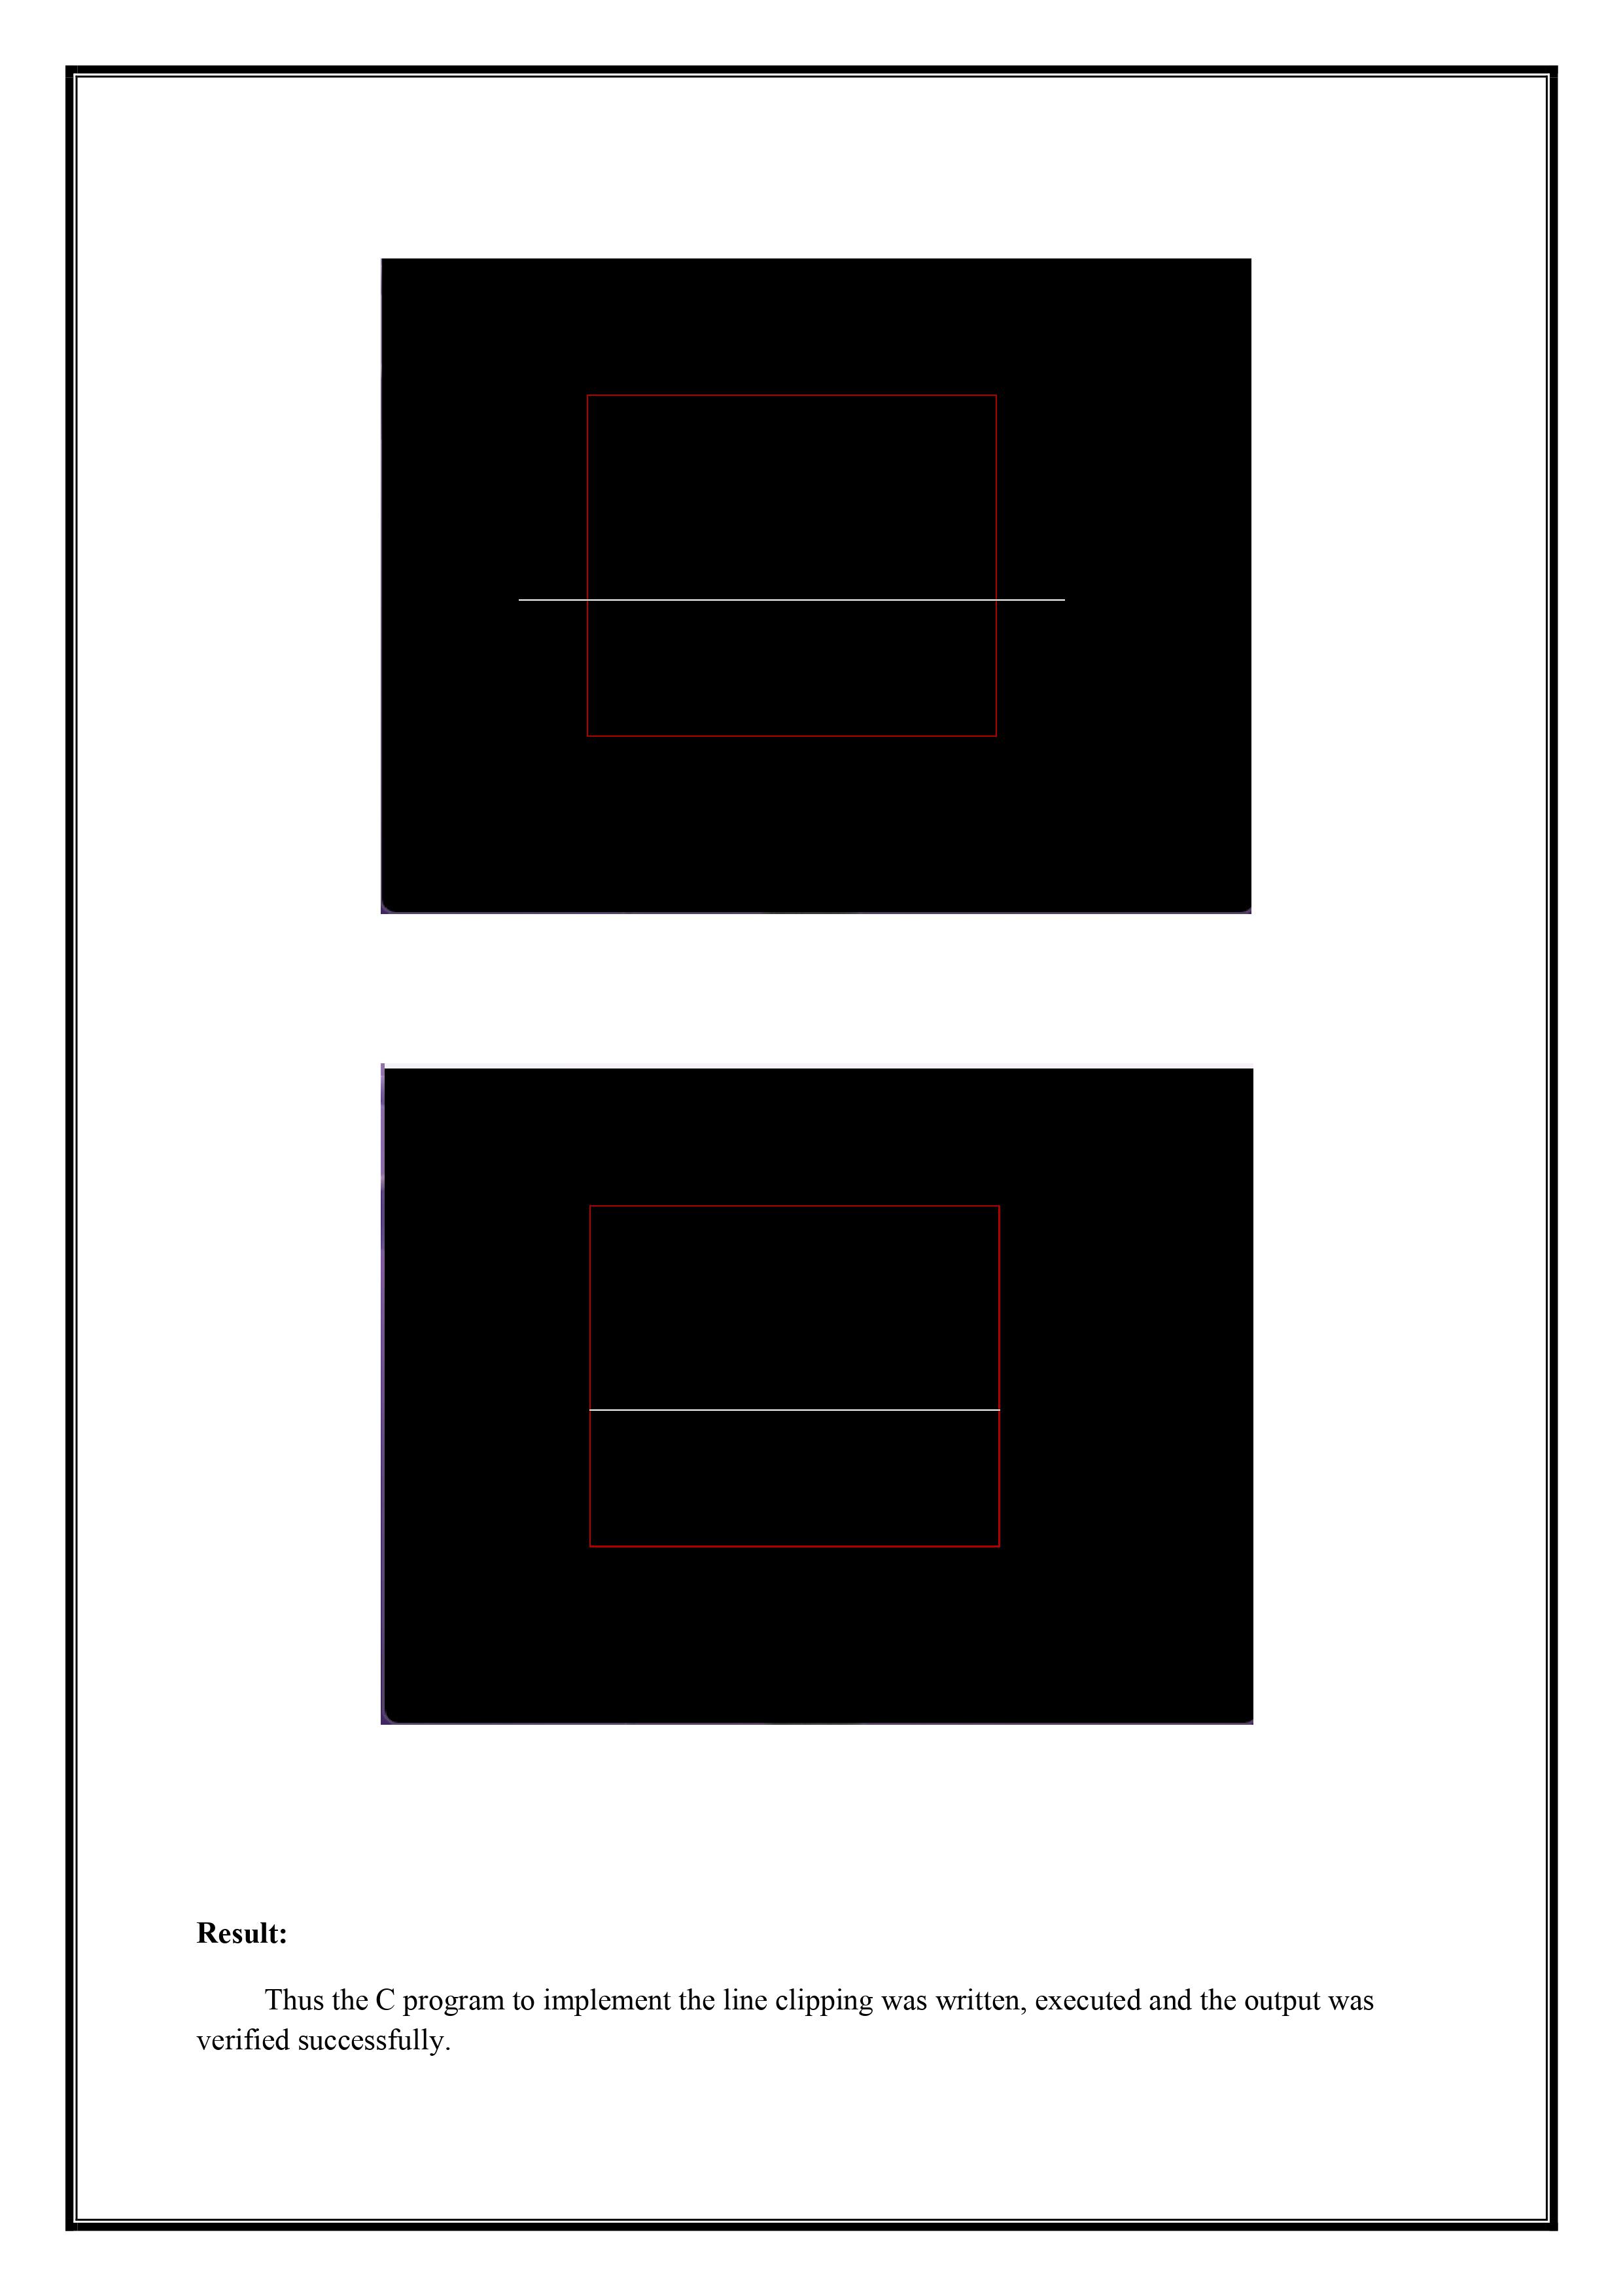 Result:
Thus the C program to implement the line clipping was written, executed and the output was
verified successfully.